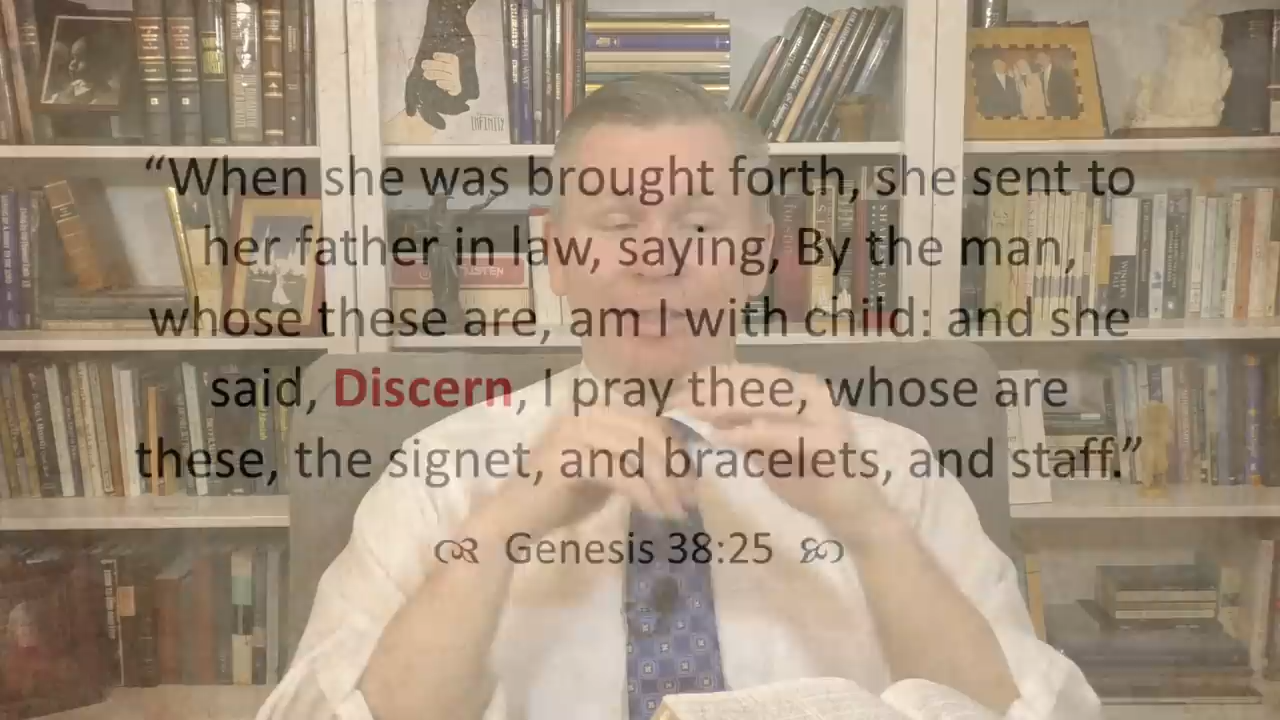 INFINITY
“When she was brought forth, she sent to
her father in law, saying, By the man,
LISTEN
whose these are, am I with child: and she
said, Discern, I pray thee, whose are
these, the signet, and bracelets, and staff.”
Genesis 38:25